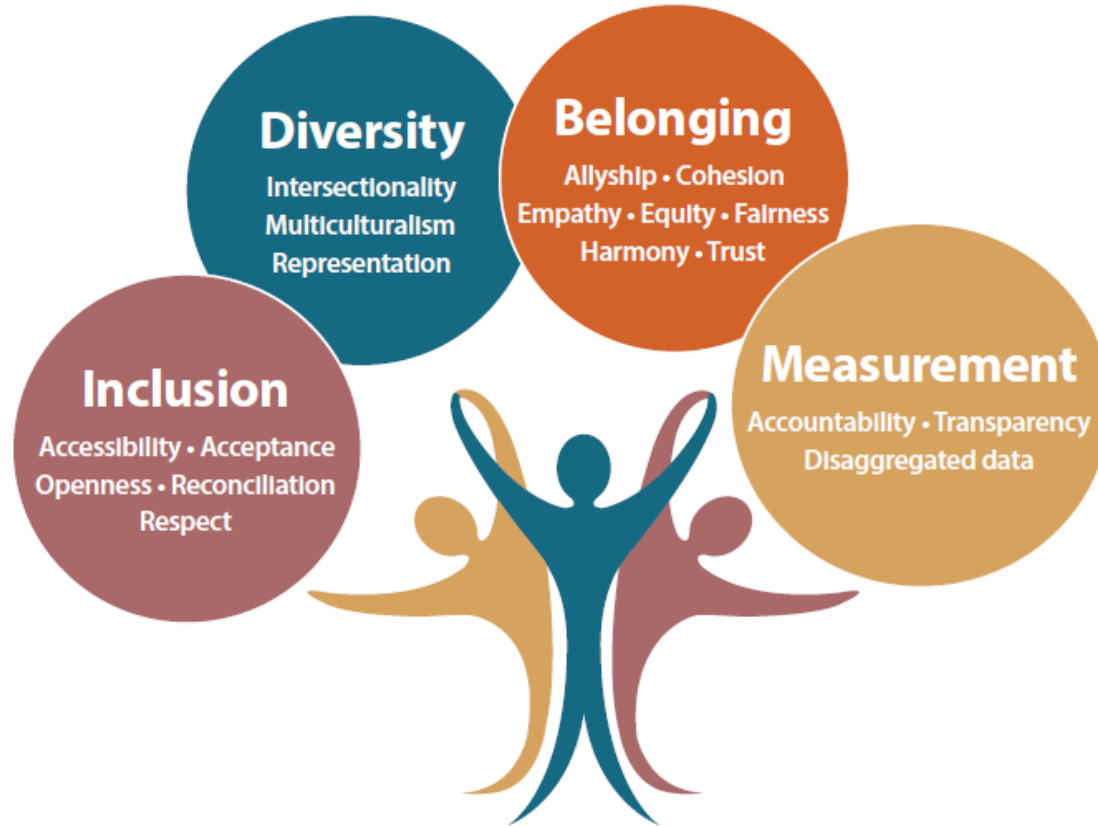 Diversity
Intersectionality
Multiculturalism
Representation
Belonging
Allyship • Cohesion
Empathy • Equity • Fairness
Harmony • Trust
Inclusion
Accessibility • Acceptance
Openness • Reconciliation
Respect
Measurement
Accountability • Transparency
Disaggregated data